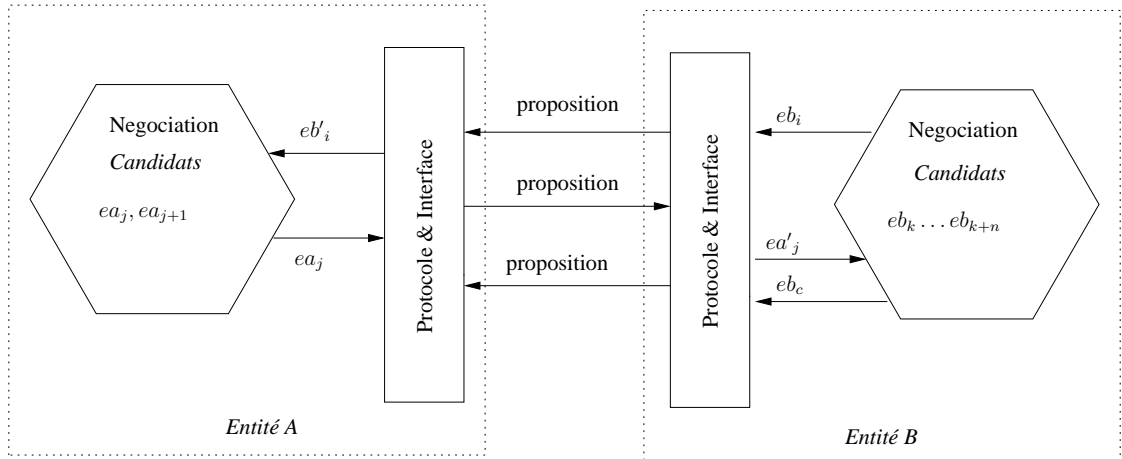 Negociation
Candidats
ea_j, ea_{j+1}
eb'_i
ea_j
Protocole & Interface
Entité A
proposition
proposition
proposition
Protocole & Interface
eb_i
ea'_j
eb_c
Negociation
Candidats
eb_k … eb_{k+n}
Entité B